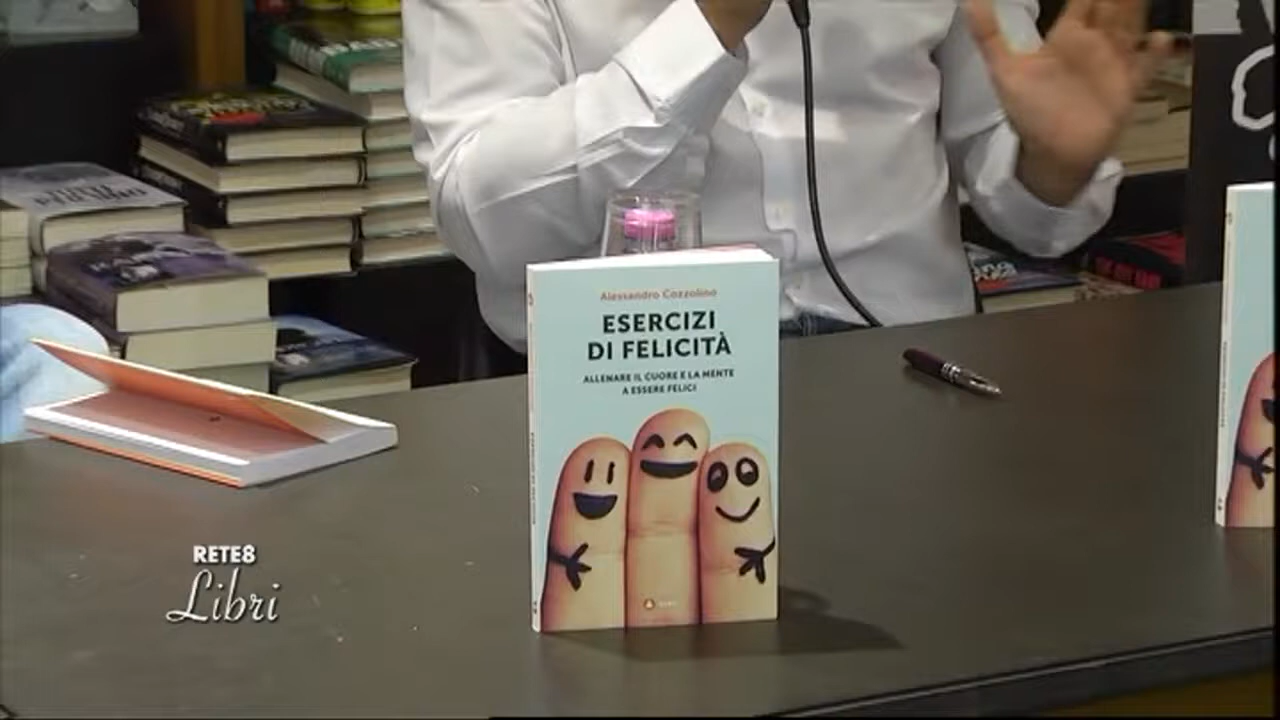 Alessandro Cozzolino
ESERCIZI
DI FELICITÀ
ALLENARE IL CUORE E LA MENTE
A ESSERE FELICI
RETE8
Libri